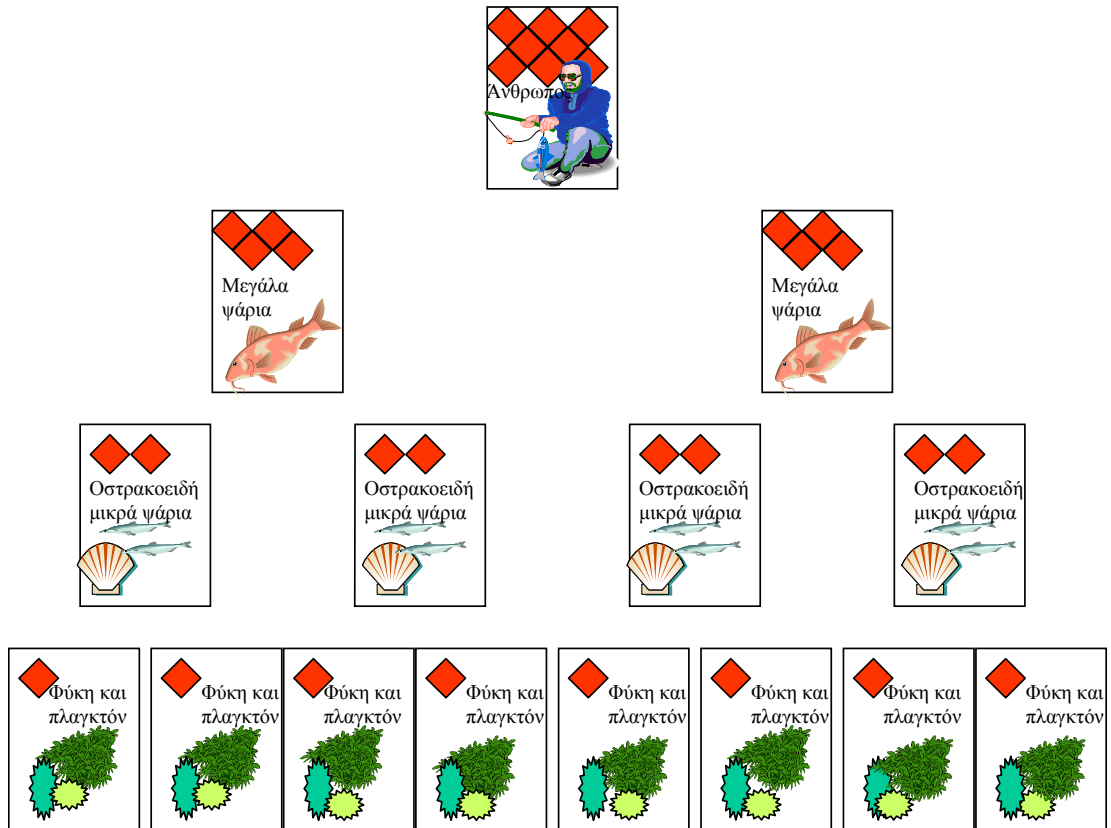 Άνθρωπος
Μεγάλα
ψάρια
Μεγάλα
ψάρια
Οστρακοειδή
μικρά ψάρια
Οστρακοειδή
μικρά ψάρια
Οστρακοειδή
μικρά ψάρια
Οστρακοειδή
μικρά ψάρια
Φύκη και
πλαγκτόν
Φύκη και
πλαγκτόν
Φύκη και
πλαγκτόν
Φύκη και
πλαγκτόν
Φύκη και
πλαγκτόν
Φύκη και
πλαγκτόν
Φύκη και
πλαγκτόν
Φύκη και
πλαγκτόν